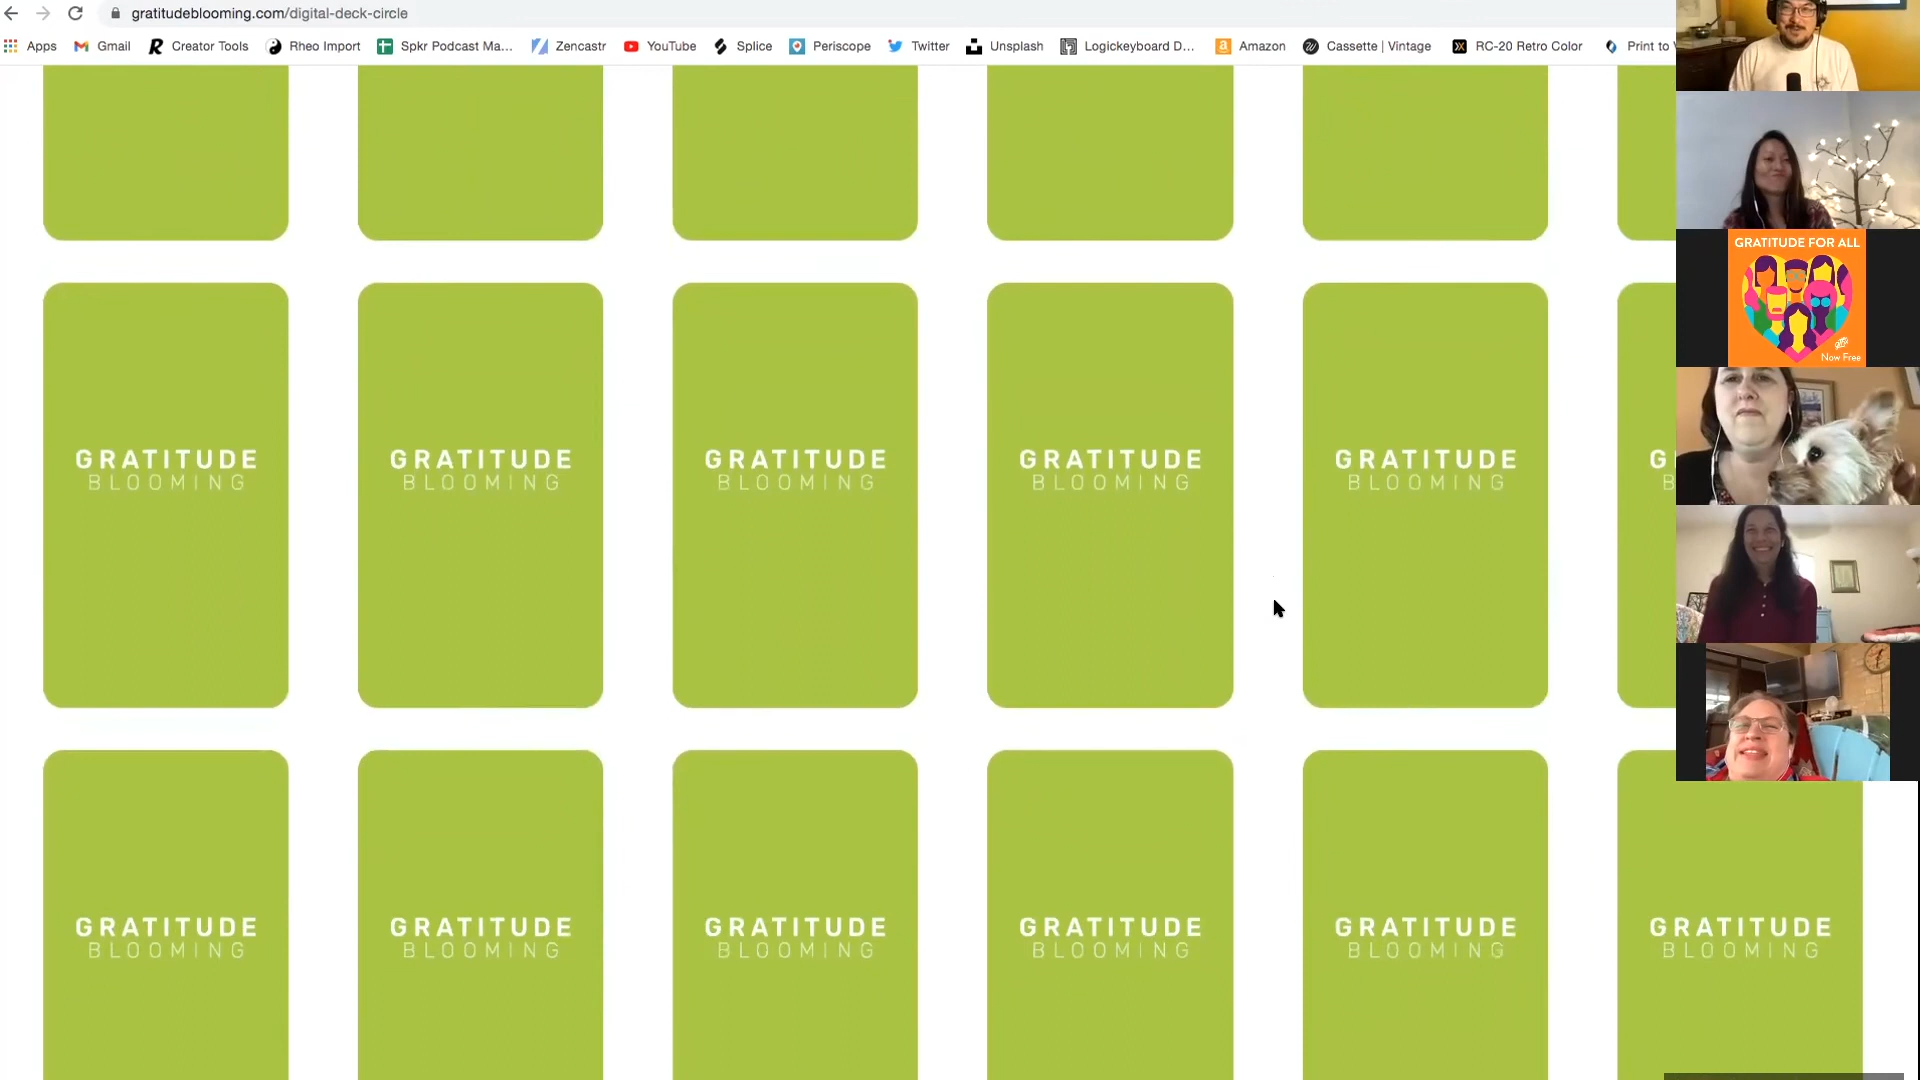 gratitudeblooming.com/digital-deck-circle
Apps Gmail Creator Tools Rheo Import Spkr Podcast Ma... Zencastr YouTube Splice Periscope Twitter Unsplash Logickeyboard D... Amazon Cassette | Vintage RC-20 Retro Color Print to
GRATITUDE FOR ALL
Now Free
GRATITUDE GRATITUDE GRATITUDE GRATITUDE GRATITUDE G
BLOOMING BLOOMING BLOOMING BLOOMING BLOOMING B
GRATITUDE GRATITUDE GRATITUDE GRATITUDE GRATITUDE GRATITUDE
BLOOMING BLOOMING BLOOMING BLOOMING BLOOMING BLOOMING